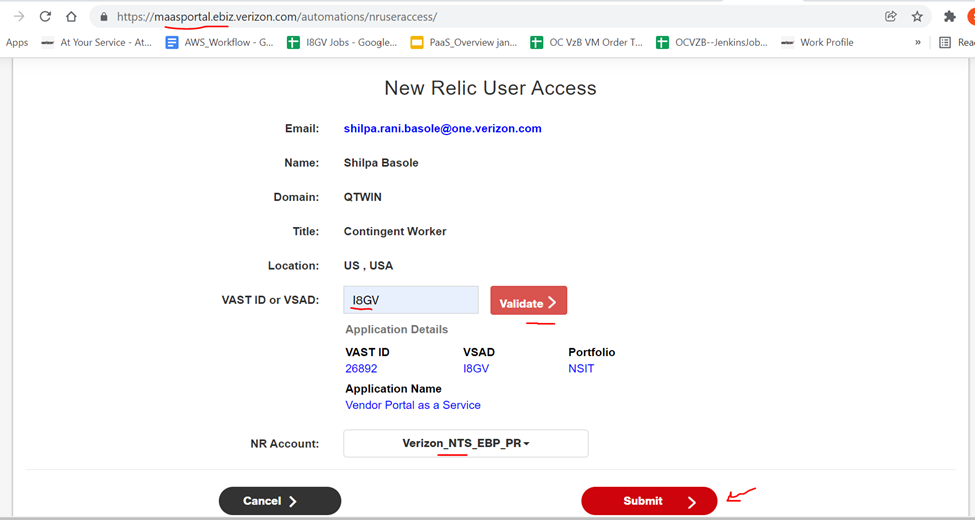 https://maasportal.ebiz.verizon.com/automations/nruseraccess/
Apps At Your Service - At... AWS_Workflow - G... I8GV Jobs - Google... PaaS_Overview jan... OC VzB VM Order T... OCVZB--JenkinsJob... Work Profile » Rea
New Relic User Access
Email: shilpa.rani.basole@one.verizon.com
Name: Shilpa Basole
Domain: QTWIN
Title: Contingent Worker
Location: US , USA
VAST ID or VSAD: I8GV Validate
Application Details
VAST ID VSAD Portfolio
26892 I8GV NSIT
Application Name
Vendor Portal as a Service
NR Account: Verizon_NTS_EBP_PR
Cancel Submit